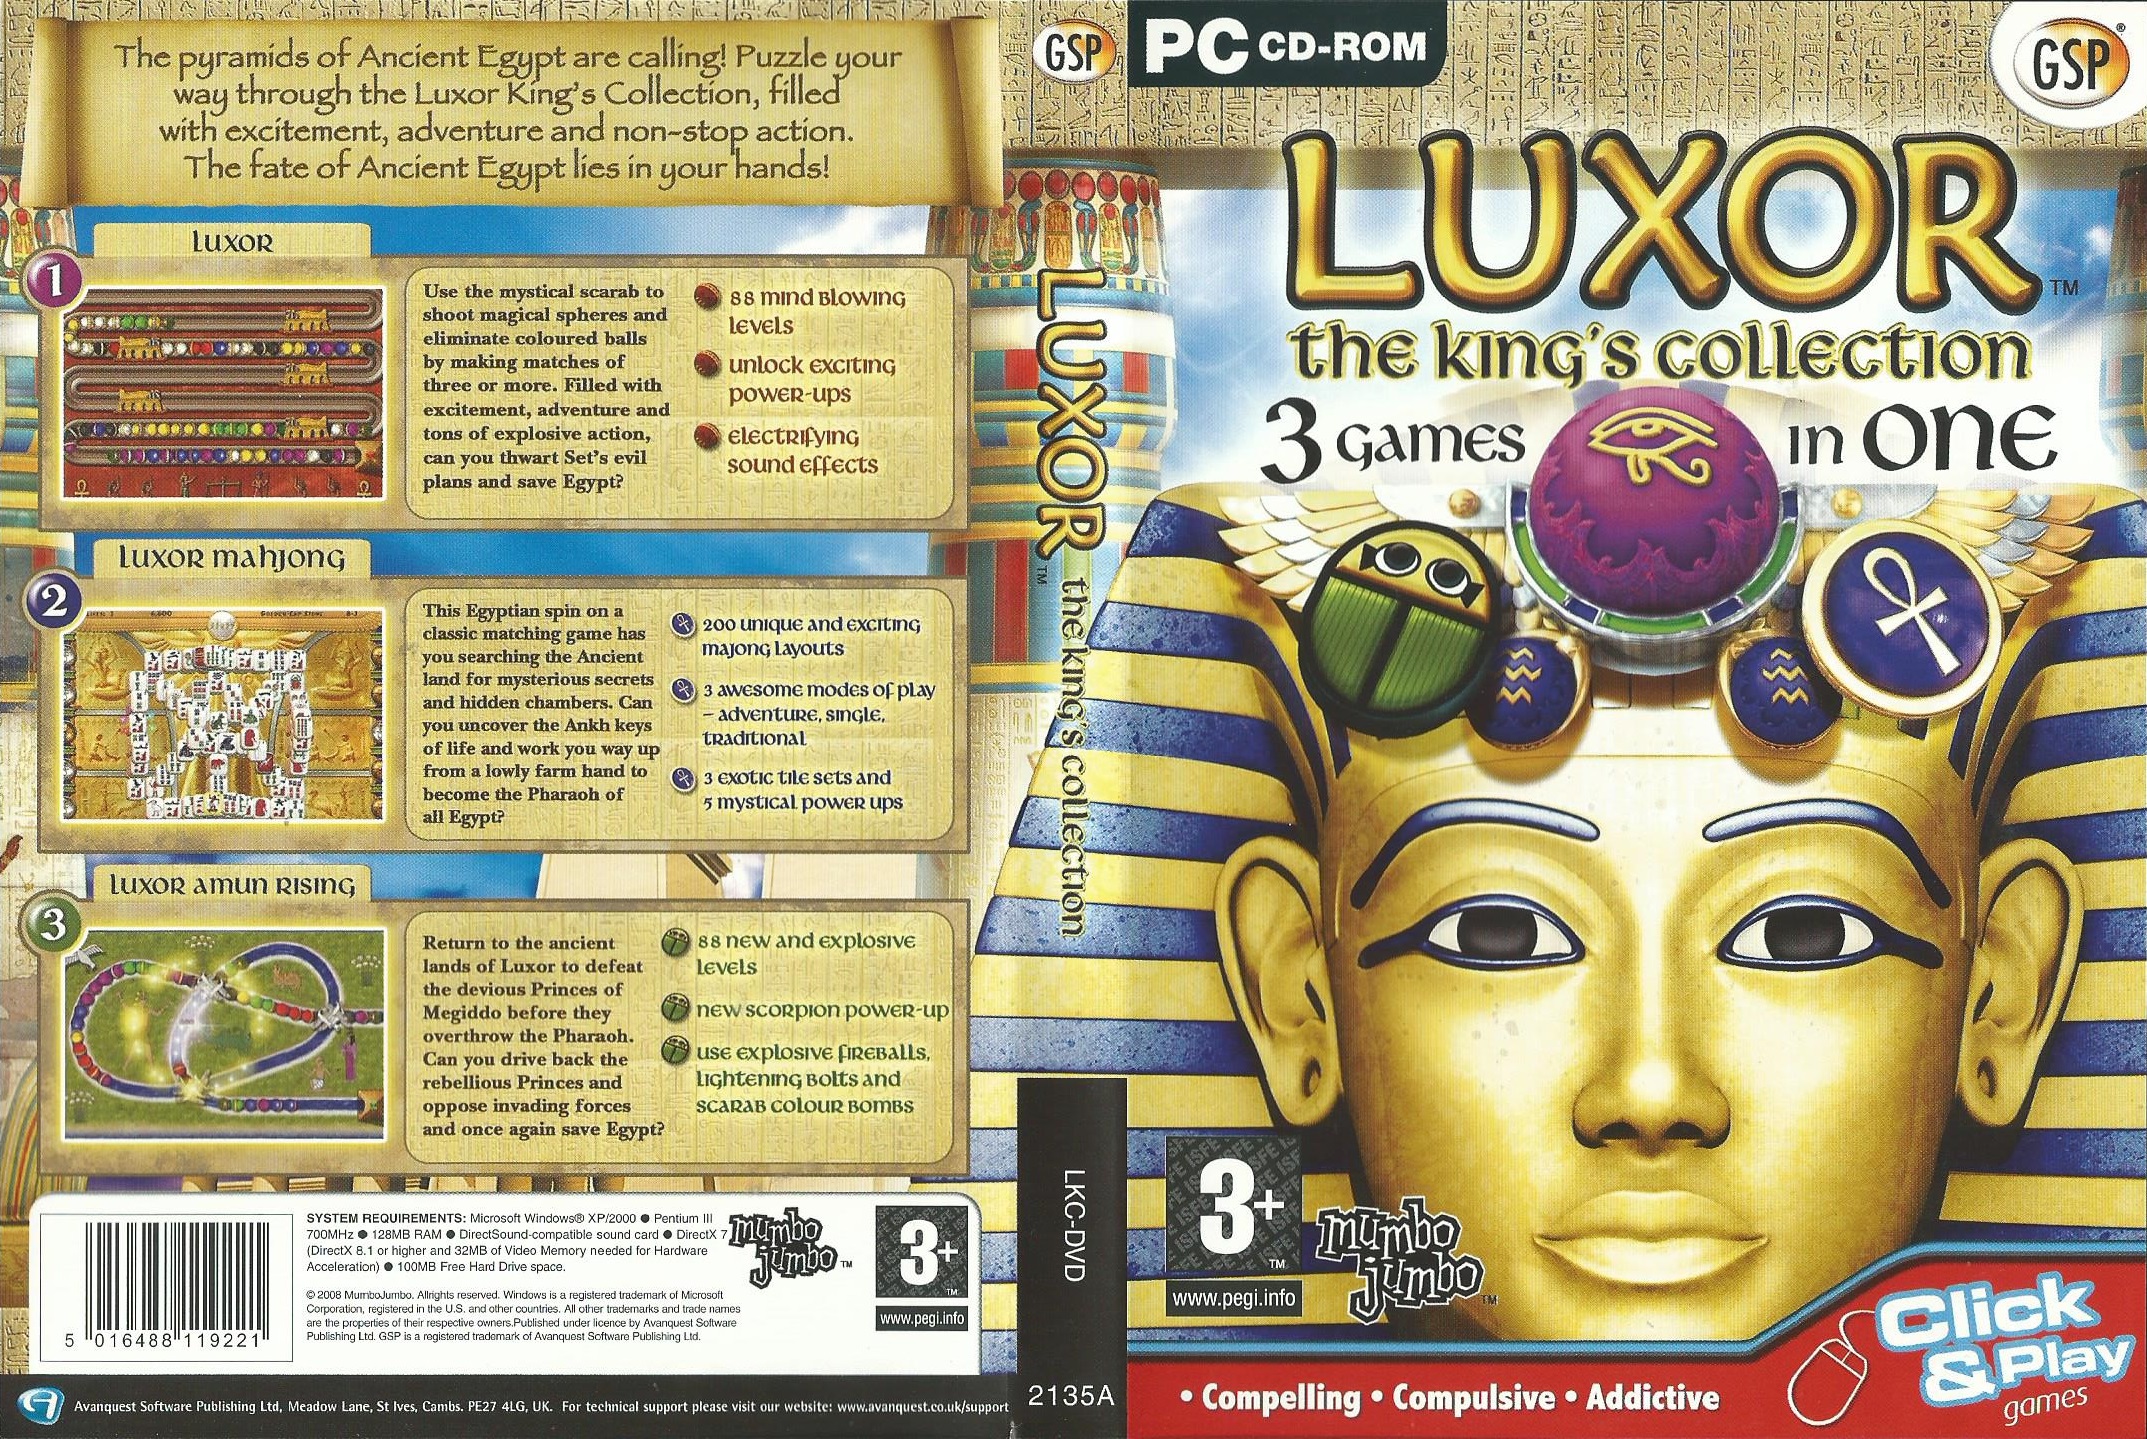 The pyramids of Ancient Egypt are calling! Puzzle your
way through the Luxor King's Collection, filled
with excitement, adventure and non-stop action.
The fate of Ancient Egypt lies in your hands!
LUXOR
1
Use the mystical scarab to
shoot magical spheres and
eliminate coloured balls
by making matches of
three or more. Filled with
excitement, adventure and
tons of explosive action,
can you thwart Set's evil
plans and save Egypt?
88 mind blowing
levels
unlock exciting
power-ups
electrifying
sound effects
LUXOR mahjong
2
This Egyptian spin on a
classic matching game has
you searching the Ancient
land for mysterious secrets
and hidden chambers. Can
you uncover the Ankh keys
of life and work you way up
from a lowly farm hand to
become the Pharaoh of
all Egypt?
200 unique and exciting
majong layouts
3 awesome modes of play
– adventure, single,
traditional
3 exotic tile sets and
5 mystical power ups
LUXOR amun rising
3
Return to the ancient
lands of Luxor to defeat
the devious Princes of
Megiddo before they
overthrow the Pharaoh.
Can you drive back the
rebellious Princes and
oppose invading forces
and once again save Egypt?
88 new and explosive
levels
new scorpion power-up
use explosive fireballs,
lightening bolts and
scarab colour bombs
5 016488 119221
SYSTEM REQUIREMENTS: Microsoft Windows® XP/2000 ● Pentium III
700MHz ● 128MB RAM ● DirectSound-compatible sound card ● DirectX 7
(DirectX 8.1 or higher and 32MB of Video Memory needed for Hardware
Acceleration) ● 100MB Free Hard Drive space.
© 2008 MumboJumbo. Allrights reserved. Windows is a registered trademark of Microsoft
Corporation, registered in the U.S. and other countries. All other trademarks and trade names
are the properties of their respective owners.Published under licence by Avanquest Software
Publishing Ltd. GSP is a registered trademark of Avanquest Software Publishing Ltd.
mumbo
jumbo™
3+
™
www.pegi.info
Avanquest Software Publishing Ltd, Meadow Lane, St Ives, Cambs. PE27 4LG, UK. For technical support please visit our website: www.avanquest.co.uk/support
GSP
LUXOR™ the king's collection
LKC-DVD
2135A
PC CD-ROM
GSP®
LUXOR™
the king's collection
3 games in one
3+
™
www.pegi.info
mumbo
jumbo™
• Compelling • Compulsive • Addictive
Click
& Play
games